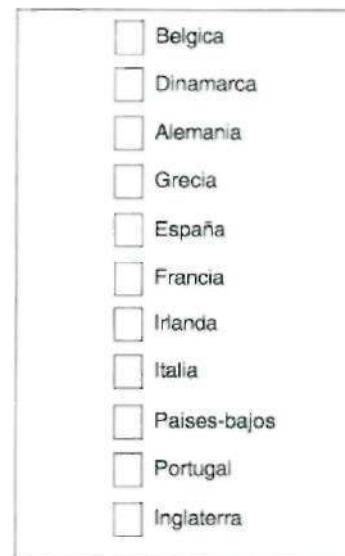 Belgica
Dinamarca
Alemania
Grecia
España
Francia
Irlanda
Italia
Paises-bajos
Portugal
Inglaterra